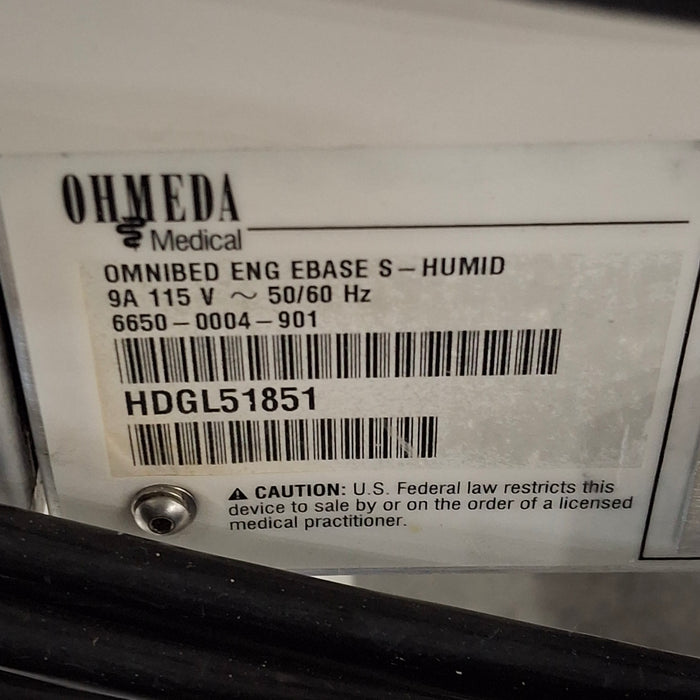 OHMEDA
Medical
OMNIBED ENG EBASE S-HUMID
9A 115 V ~ 50/60 Hz
6650-0004-901
HDGL51851
⚠ CAUTION: U.S. Federal law restricts this
device to sale by or on the order of a licensed
medical practitioner.